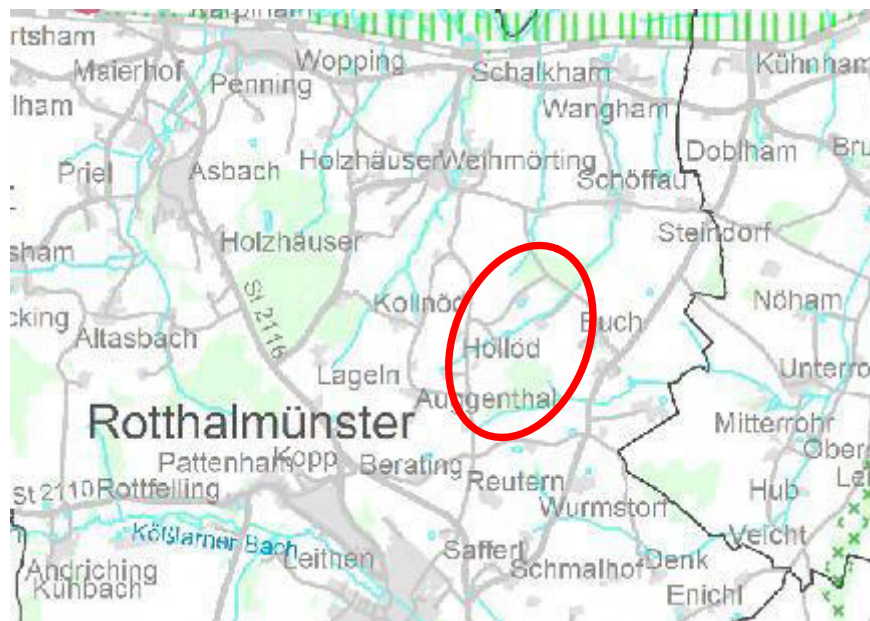 rtsham
Wopping
Kühnham
Maierhof
Penning
Schalkham
lham
Wangham
Doblham
Bru
Priel
Asbach
Holzhäuser
Weihmörting
Schöffau
Steindorf
sham
Holzhäuser
Kollnöd
Nöham
cking
Altasbach
St 2116
Buch
Hollöd
Lageln
Unterro
Auggenthal
Rotthalmünster
Mitterrohr
Pattenham
Kopp
Berating
Ober
St 2110
Rottfelling
Reutern
Hub
Wurmstorf
Kößlarner Bach
Veicht
Leithen
Safferl
Andriching
Schmalhof
Denk
Kühbach
Enichl